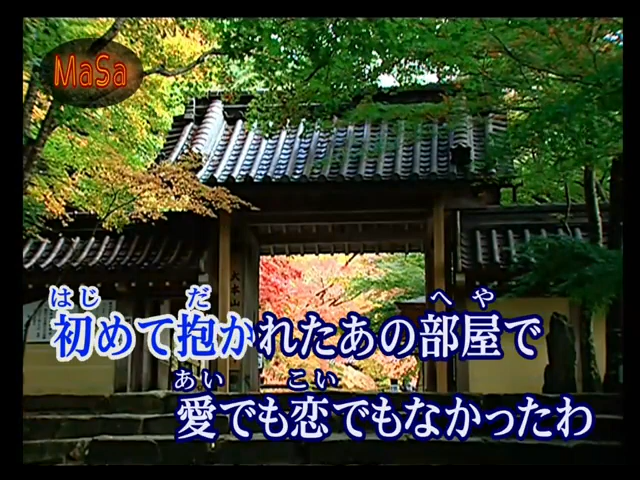 MaSa
はじ だ へや
初めて抱かれたあの部屋で
あい こい
愛でも恋でもなかったわ